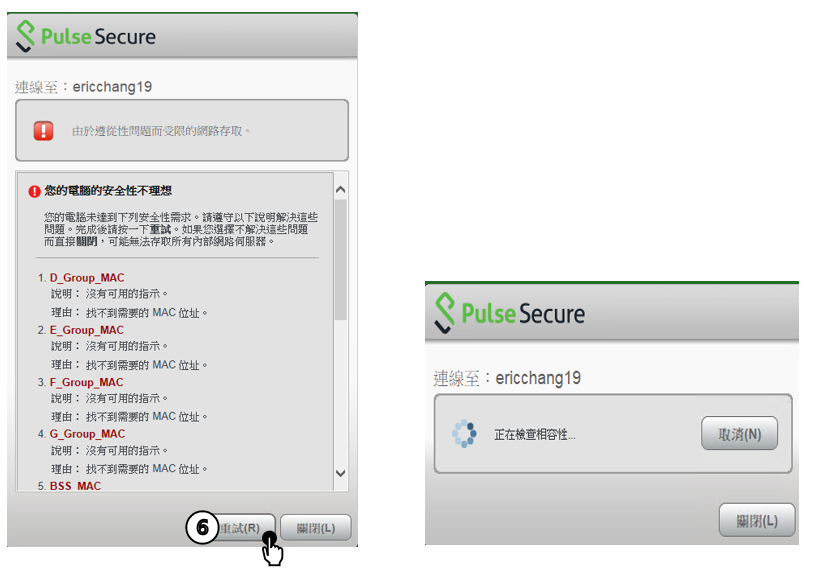 Pulse Secure
連線至：ericchang19
由於遵從性問題而受限的網路存取。
您的電腦的安全性不理想
您的電腦未達到下列安全性需求。請遵守以下說明解決這些
問題。完成後請按一下重試。如果您選擇不解決這些問題
而直接關閉，可能無法存取所有內部網路伺服器。
1. D_Group_MAC
說明： 沒有可用的指示。
理由： 找不到需要的 MAC 位址。
2. E_Group_MAC
說明： 沒有可用的指示。
理由： 找不到需要的 MAC 位址。
3. F_Group_MAC
說明： 沒有可用的指示。
理由： 找不到需要的 MAC 位址。
4. G_Group_MAC
說明： 沒有可用的指示。
理由： 找不到需要的 MAC 位址。
5. BSS_MAC
6 重試(R) 關閉(L)
Pulse Secure
連線至：ericchang19
正在檢查相容性... 取消(N)
關閉(L)